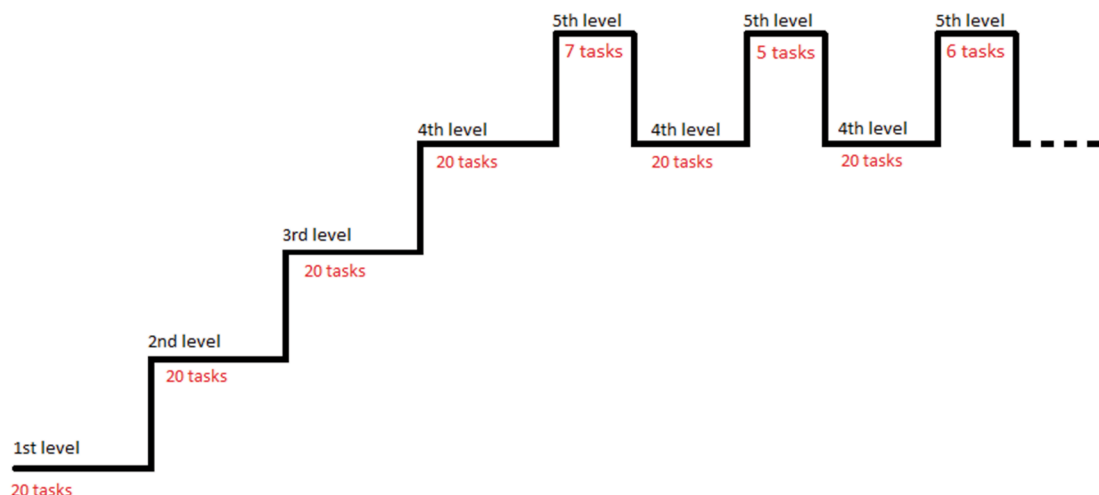 5th level
5th level
5th level
7 tasks
5 tasks
6 tasks
4th level
4th level
4th level
20 tasks
20 tasks
20 tasks
3rd level
20 tasks
2nd level
20 tasks
1st level
20 tasks